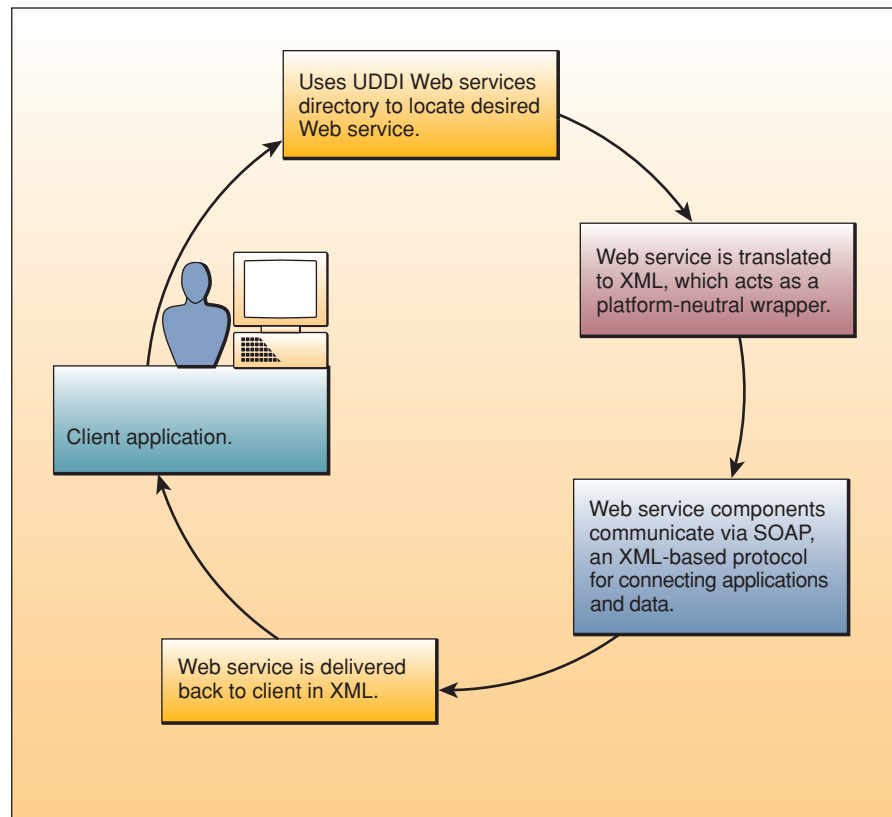 Uses UDDI Web services
directory to locate desired
Web service.
Web service is translated
to XML, which acts as a
platform-neutral wrapper.
Client application.
Web service components
communicate via SOAP,
an XML-based protocol
for connecting applications
and data.
Web service is delivered
back to client in XML.